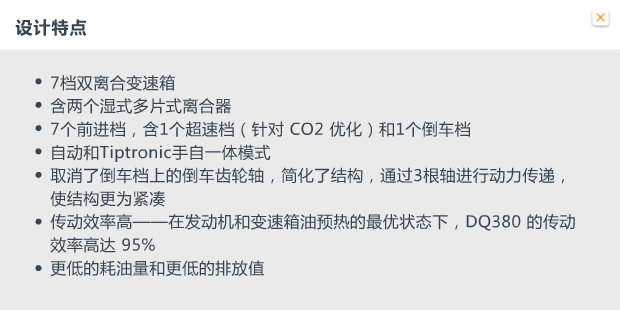 设计特点
• 7档双离合变速箱
• 含两个湿式多片式离合器
• 7个前进档，含1个超速档（针对 CO2 优化）和1个倒车档
• 自动和Tiptronic手自一体模式
• 取消了倒车档上的倒车齿轮轴，简化了结构，通过3根轴进行动力传递，
使结构更为紧凑
• 传动效率高——在发动机和变速箱油预热的最优状态下，DQ380 的传动
效率高达 95%
• 更低的耗油量和更低的排放值